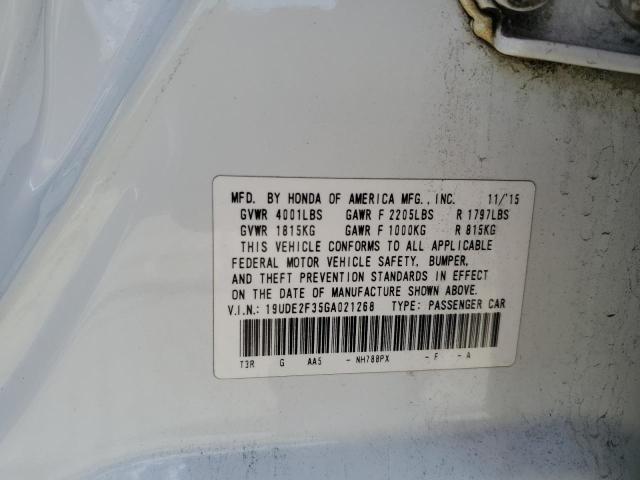 MFD. BY HONDA OF AMERICA MFG., INC. 11/'15
GVWR 4001LBS GAWR F 2205LBS R 1797LBS
GVWR 1815KG GAWR F 1000KG R 815KG
THIS VEHICLE CONFORMS TO ALL APPLICABLE
FEDERAL MOTOR VEHICLE SAFETY, BUMPER,
AND THEFT PREVENTION STANDARDS IN EFFECT
ON THE DATE OF MANUFACTURE SHOWN ABOVE.
V.I.N.: 19UDE2F35GA021268 TYPE: PASSENGER CAR
T3R G AA5 - NH788PX - F - A